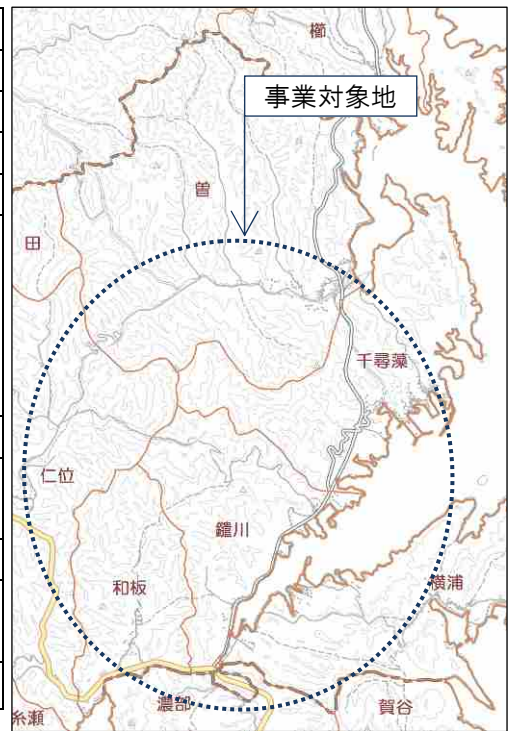 櫛
事業対象地
曽
田
千尋藻
仁位
鑓川
和板
横浦
濃部
賀谷
糸瀬